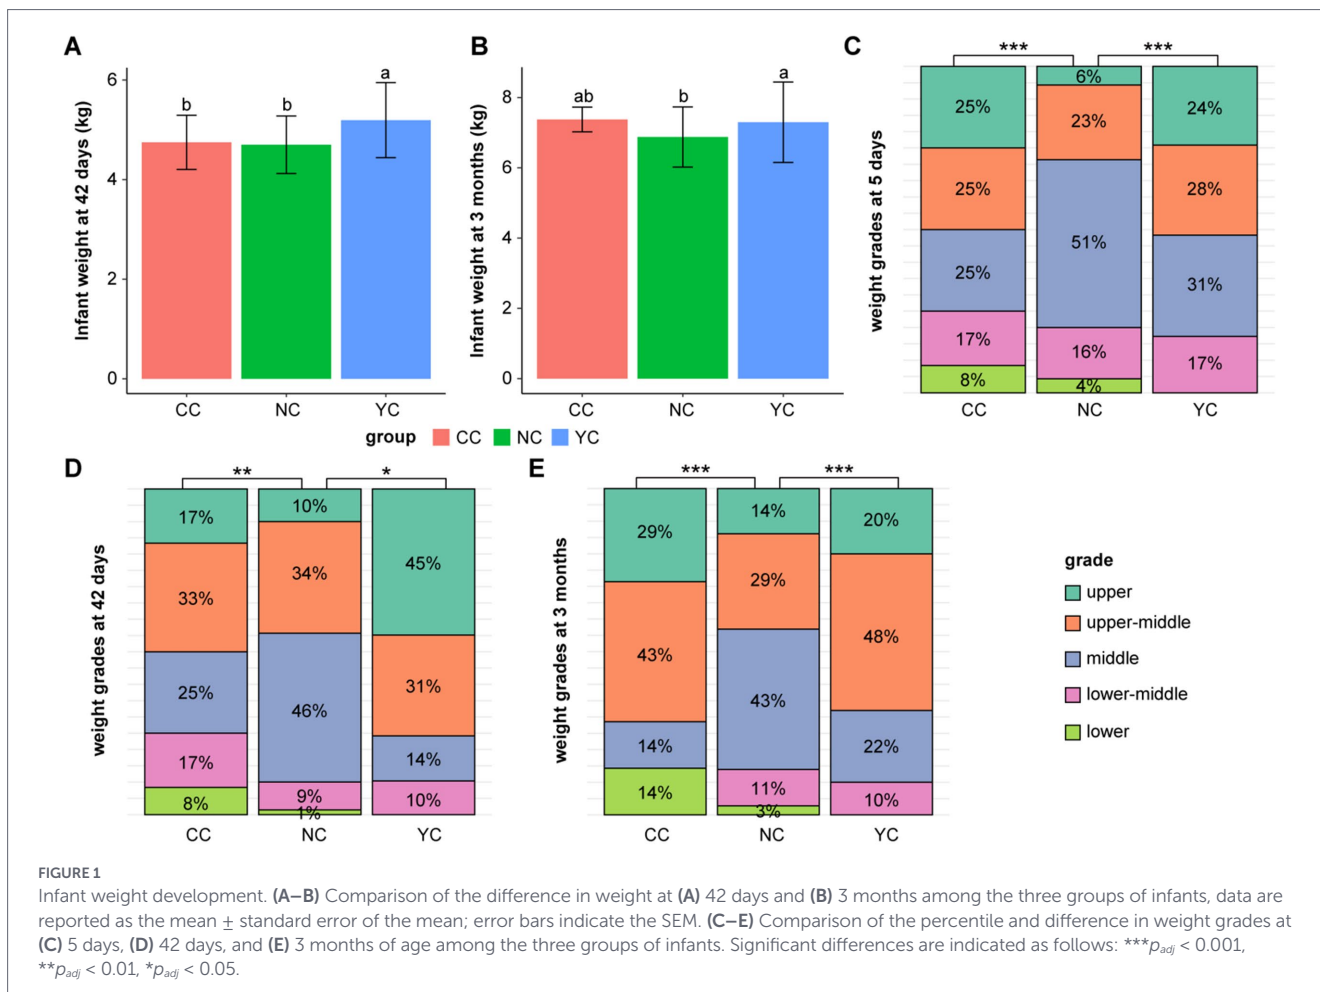 A
Infant weight at 42 days (kg)
6
4
2
0
b
b
a
CC
NC
YC
B
Infant weight at 3 months (kg)
8
6
4
2
0
ab
b
a
CC
NC
YC
group CC NC YC
C
weight grades at 5 days
***
***
25%
25%
25%
17%
8%
6%
23%
51%
16%
4%
24%
28%
31%
17%
CC
NC
YC
D
weight grades at 42 days
**
*
17%
33%
25%
17%
8%
10%
34%
46%
9%
1%
45%
31%
14%
10%
CC
NC
YC
E
weight grades at 3 months
***
***
29%
43%
14%
14%
14%
29%
43%
11%
3%
20%
48%
22%
10%
CC
NC
YC
grade
upper
upper-middle
middle
lower-middle
lower
FIGURE 1
Infant weight development. (A–B) Comparison of the difference in weight at (A) 42 days and (B) 3 months among the three groups of infants, data are
reported as the mean ± standard error of the mean; error bars indicate the SEM. (C–E) Comparison of the percentile and difference in weight grades at
(C) 5 days, (D) 42 days, and (E) 3 months of age among the three groups of infants. Significant differences are indicated as follows: ***padj < 0.001,
**padj < 0.01, *padj < 0.05.